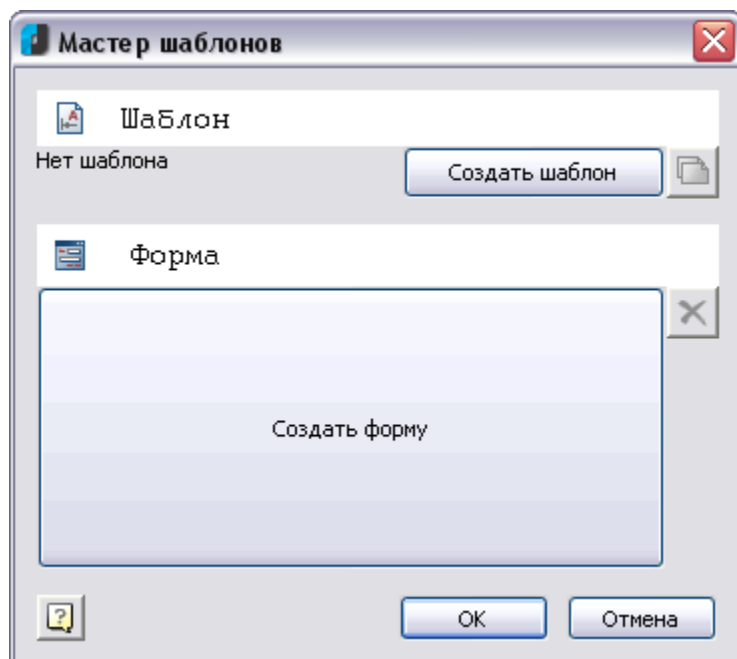 Мастер шаблонов
Шаблон
Нет шаблона
Создать шаблон
Форма
Создать форму
OK
Отмена